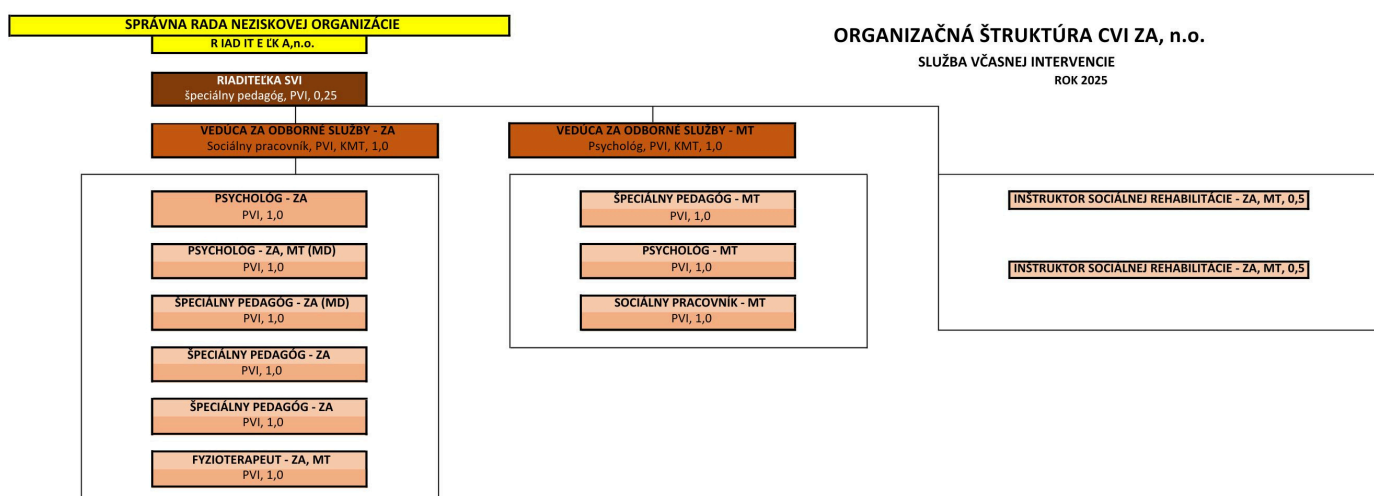 SPRÁVNA RADA NEZISKOVEJ ORGANIZÁCIE
R IAD IT E ĽK A,n.o.
ORGANIZAČNÁ ŠTRUKTÚRA CVI ZA, n.o.
SLUŽBA VČASNEJ INTERVENCIE
ROK 2025
RIADITEĽKA SVI
špeciálny pedagóg, PVI, 0,25
VEDÚCA ZA ODBORNÉ SLUŽBY - ZA
Sociálny pracovník, PVI, KMT, 1,0
VEDÚCA ZA ODBORNÉ SLUŽBY - MT
Psychológ, PVI, KMT, 1,0
PSYCHOLÓG - ZA
PVI, 1,0
PSYCHOLÓG - ZA, MT (MD)
PVI, 1,0
ŠPECIÁLNY PEDAGÓG - ZA (MD)
PVI, 1,0
ŠPECIÁLNY PEDAGÓG - ZA
PVI, 1,0
ŠPECIÁLNY PEDAGÓG - ZA
PVI, 1,0
FYZIOTERAPEUT - ZA, MT
PVI, 1,0
ŠPECIÁLNY PEDAGÓG - MT
PVI, 1,0
PSYCHOLÓG - MT
PVI, 1,0
SOCIÁLNY PRACOVNÍK - MT
PVI, 1,0
INŠTRUKTOR SOCIÁLNEJ REHABILITÁCIE - ZA, MT, 0,5
INŠTRUKTOR SOCIÁLNEJ REHABILITÁCIE - ZA, MT, 0,5